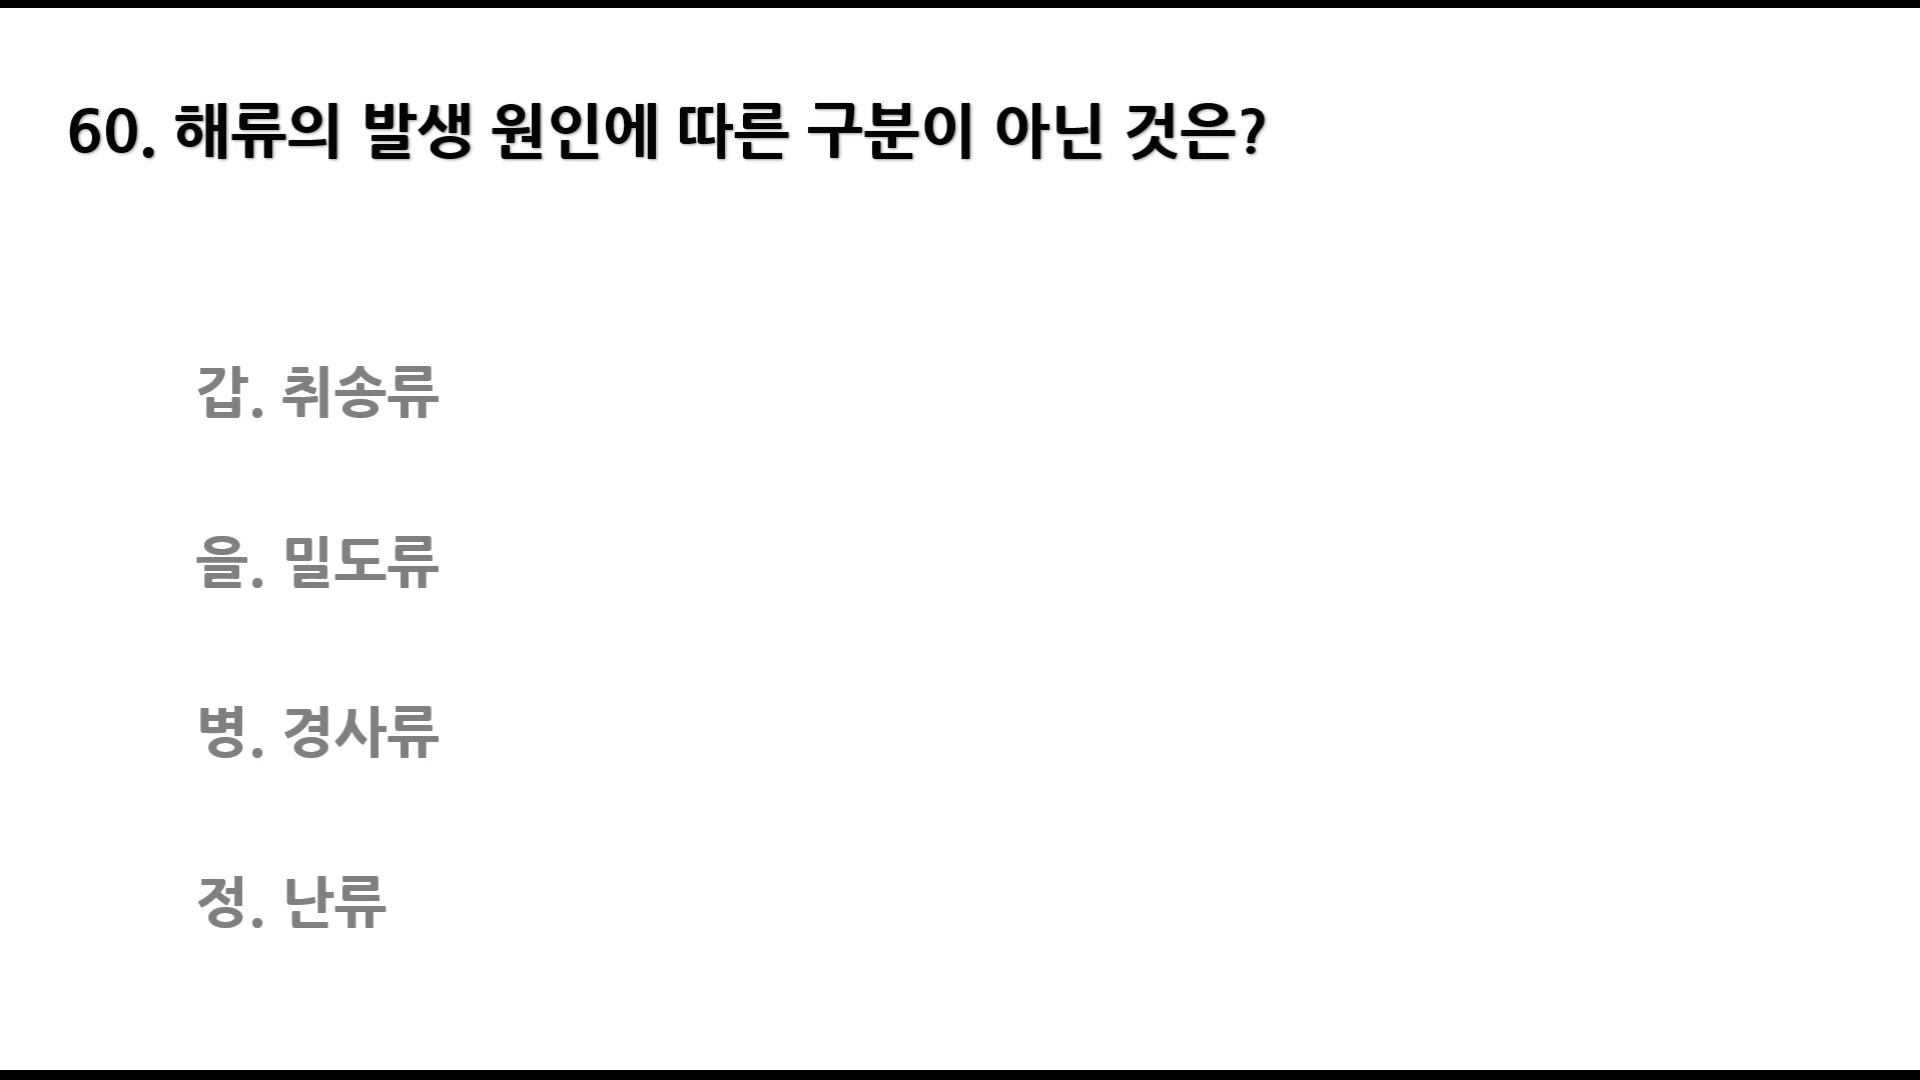 60. 해류의 발생 원인에 따른 구분이 아닌 것은?
갑. 취송류
을. 밀도류
병. 경사류
정. 난류